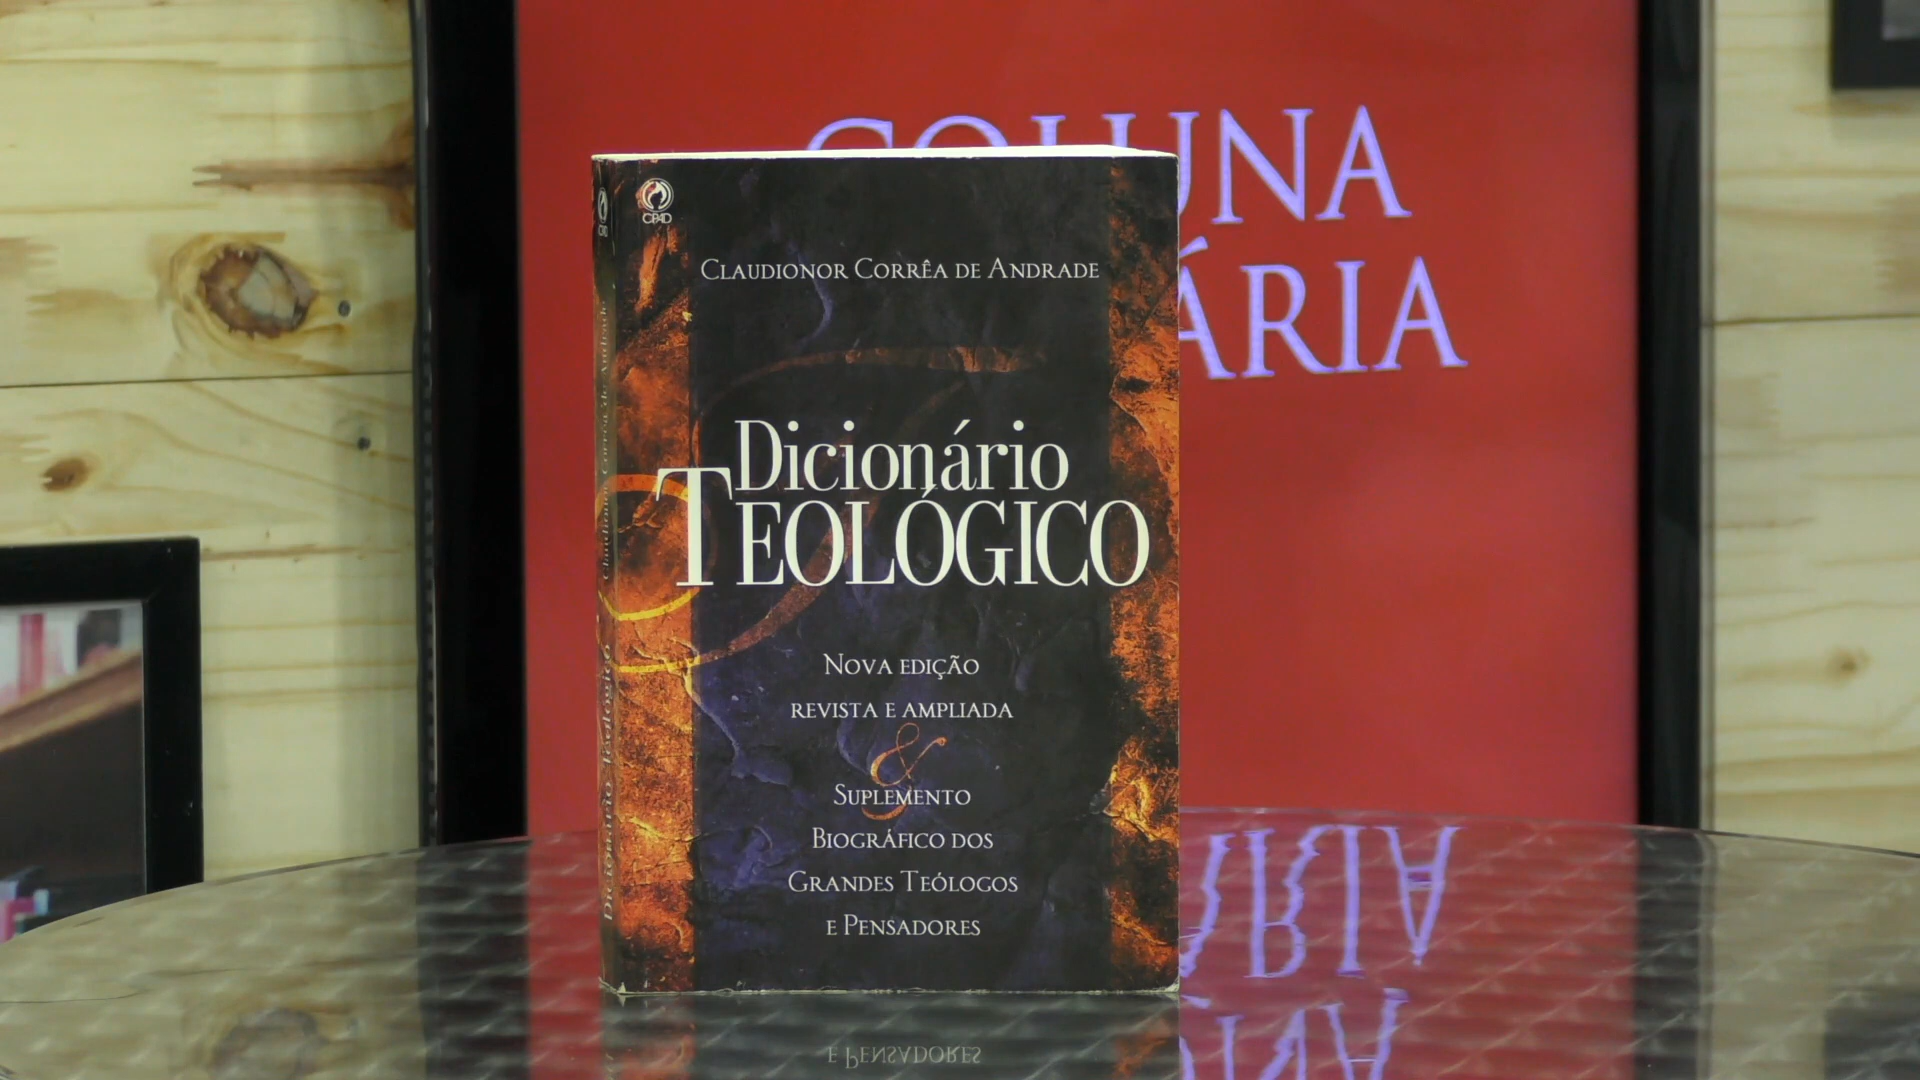 COLUNA
ÁRIA
CPAD
CLAUDIONOR CORRÊA DE ANDRADE
Dicionário
TEOLÓGICO
NOVA EDIÇÃO
REVISTA E AMPLIADA
&
SUPLEMENTO
BIOGRÁFICO DOS
GRANDES TEÓLOGOS
E PENSADORES
Dicionário Teológico Claudionor Corrêa de Andrade